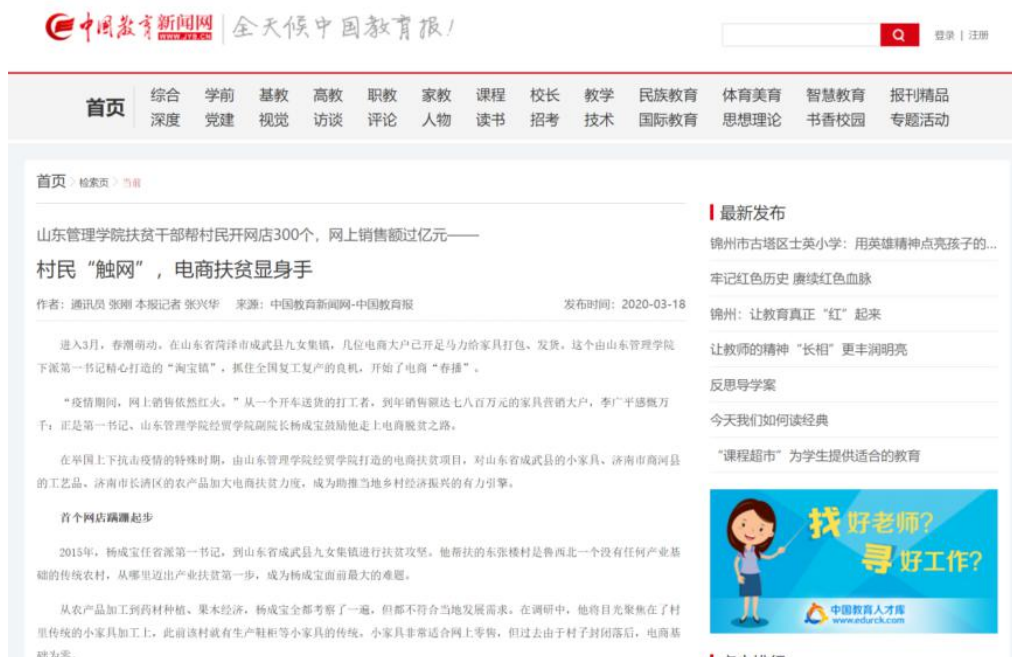 中国教育新闻网
WWW.JYB.CN
全天候中国教育报!
登录 | 注册
首页
综合 学前 基教 高教 职教 家教 课程 校长 教学 民族教育 体育美育 智慧教育 报刊精品
深度 党建 视觉 访谈 评论 人物 读书 招考 技术 国际教育 思想理论 书香校园 专题活动
首页 > 检索页 > 当前
山东管理学院扶贫干部帮村民开网店300个，网上销售额过亿元——
村民“触网”，电商扶贫显身手
作者：通讯员 张刚 本报记者 张兴华 来源：中国教育新闻网-中国教育报 发布时间：2020-03-18
进入3月，春潮萌动。在山东省菏泽市成武县九女集镇，几位电商大户已开足马力给家具打包、发货。这个由山东管理学院
下派第一书记精心打造的“淘宝镇”，抓住全国复工复产的良机，开始了电商“春播”。
“疫情期间，网上销售依然红火。”从一个开车送货的打工者，到年销售额达七八百万元的家具营销大户，李广平感慨万
千：正是第一书记、山东管理学院经贸学院副院长杨成宝鼓励他走上电商脱贫之路。
在举国上下抗击疫情的特殊时期，由山东管理学院经贸学院打造的电商扶贫项目，对山东省成武县的小家具、济南市商河县
的工艺品、济南市长清区的农产品加大电商扶贫力度，成为助推当地乡村经济振兴的有力引擎。
首个网店蹒跚起步
2015年，杨成宝任省派第一书记，到山东省成武县九女集镇进行扶贫攻坚。他帮扶的东张楼村是鲁西北一个没有任何产业基
础的传统农村，从哪里迈出产业扶贫第一步，成为杨成宝面前最大的难题。
从农产品加工到药材种植、果木经济，杨成宝全都考察了一遍，但都不符合当地发展需求。在调研中，他将目光聚焦在了村
里传统的小家具加工上，此前该村就有生产鞋柜等小家具的传统。小家具非常适合网上零售，但过去由于村子封闭落后，电商基
础为零。
最新发布
锦州市古塔区士英小学：用英雄精神点亮孩子的...
牢记红色历史 赓续红色血脉
锦州：让教育真正“红”起来
让教师的精神“长相”更丰润明亮
反思导学案
今天我们如何读经典
“课程超市”为学生提供适合的教育
找好老师?
寻好工作?
中国教育人才库
www.edurck.com